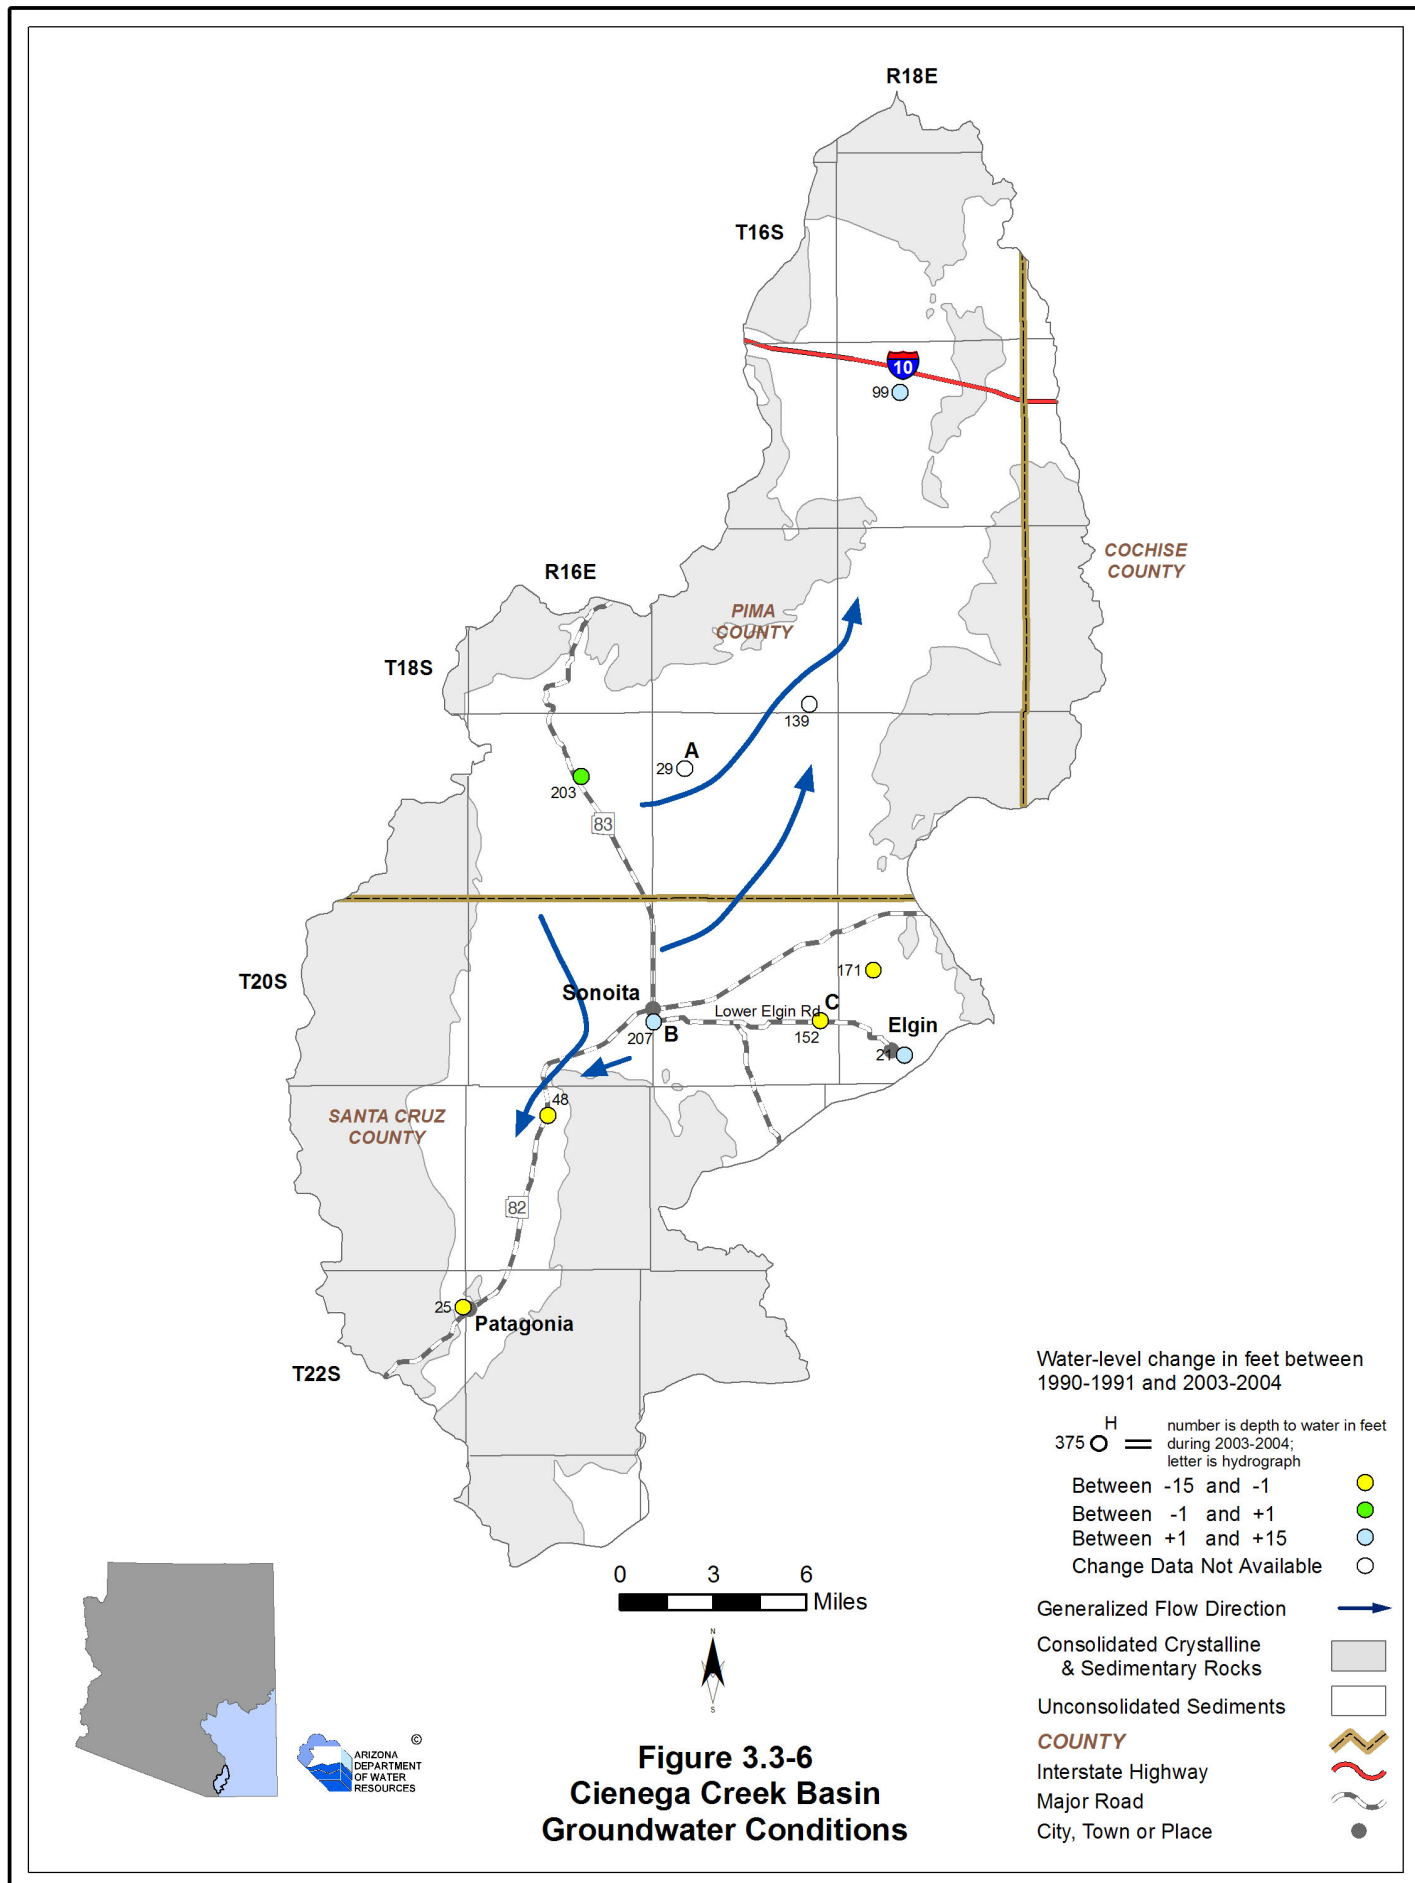 R18E
T16S
10
99
COCHISE
COUNTY
R16E
PIMA
COUNTY
T18S
139
A
29
203
83
T20S
171
Sonoita
Lower Elgin Rd
C
Elgin
207
B
152
21
48
SANTA CRUZ
COUNTY
82
25
Patagonia
T22S
Water-level change in feet between
1990-1991 and 2003-2004
H
375
number is depth to water in feet
during 2003-2004;
letter is hydrograph
Between -15 and -1
Between -1 and +1
Between +1 and +15
Change Data Not Available
Generalized Flow Direction
Consolidated Crystalline
& Sedimentary Rocks
Unconsolidated Sediments
COUNTY
Interstate Highway
Major Road
City, Town or Place
0 3 6
Miles
N
S
©
ARIZONA
DEPARTMENT
OF WATER
RESOURCES
Figure 3.3-6
Cienega Creek Basin
Groundwater Conditions